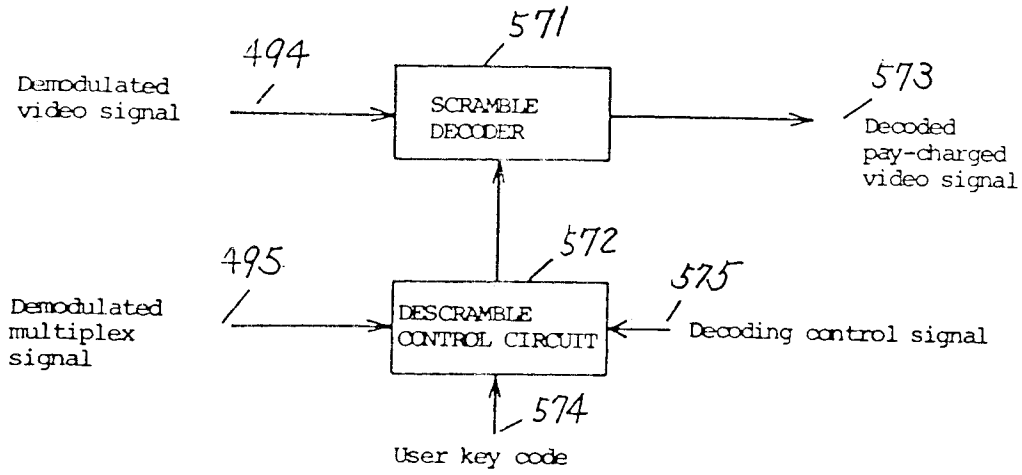 571
494
573
Demodulated
video signal
SCRAMBLE
DECODER
Decoded
pay-charged
video signal
572
495
575
Demodulated
multiplex
signal
DESCRAMBLE
CONTROL CIRCUIT
Decoding control signal
574
User key code